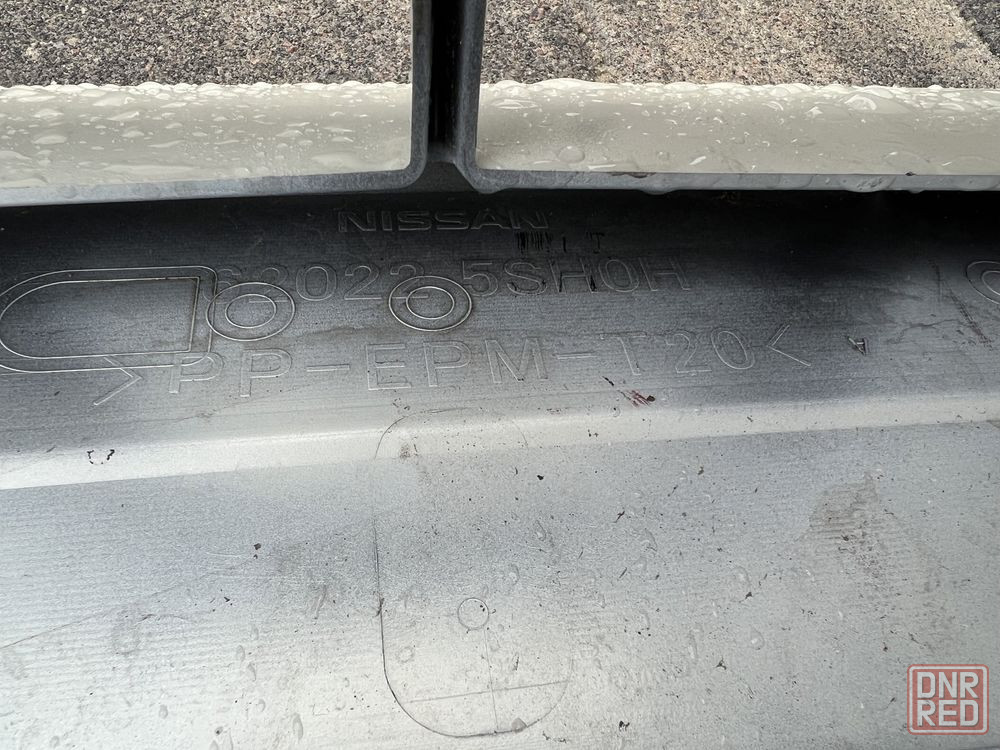 NISSAN
62022 5SH0H
>PP-EPM-T20<
DNR
RED